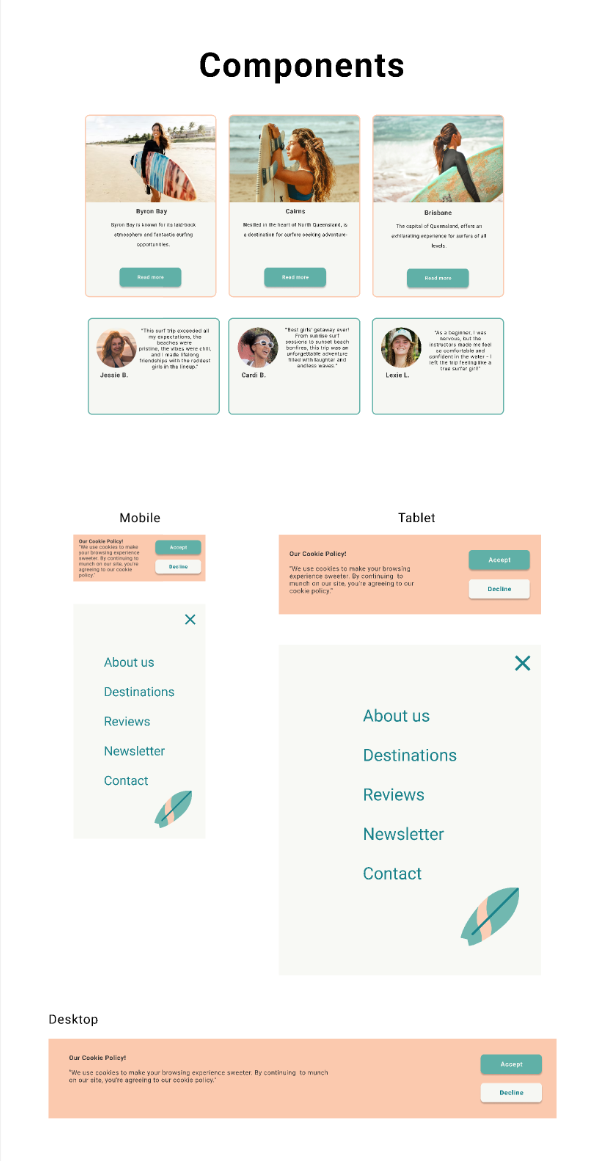 Components
Byron Bay
Byron Bay is known for its laid-back
atmosphere and fantastic surfing
opportunities.
Read more
Cairns
Nestled in the heart of North Queensland, is
a destination for surfers seeking adventure.
Read more
Brisbane
The capital of Queensland, offers an
exhilarating experience for surfers of all
levels.
Read more
"This surf trip exceeded all
my expectations, the
beaches were
pristine, the vibes were chill,
and I made lifelong
friendships with the raddest
girls in the lineup."
Jessie B.
"Best girls' getaway ever!
From sunrise surf
sessions to sunset beach
bonfires, this trip was an
unforgettable adventure
filled with laughter and
endless waves."
Cardi B.
"As a beginner, I was
nervous, but the
instructors made me feel
so comfortable and
confident in the water - I
left the trip feeling like a
true surfer girl!"
Lexie L.
Mobile
Our Cookie Policy!
"We use cookies to make
your browsing experience
sweeter. By continuing to
munch on our site, you're
agreeing to our cookie
policy."
Accept
Decline
About us
Destinations
Reviews
Newsletter
Contact
Tablet
Our Cookie Policy!
"We use cookies to make your browsing
experience sweeter. By continuing to
munch on our site, you're agreeing to our
cookie policy."
Accept
Decline
About us
Destinations
Reviews
Newsletter
Contact
Desktop
Our Cookie Policy!
"We use cookies to make your browsing experience sweeter. By continuing to munch
on our site, you're agreeing to our cookie policy."
Accept
Decline